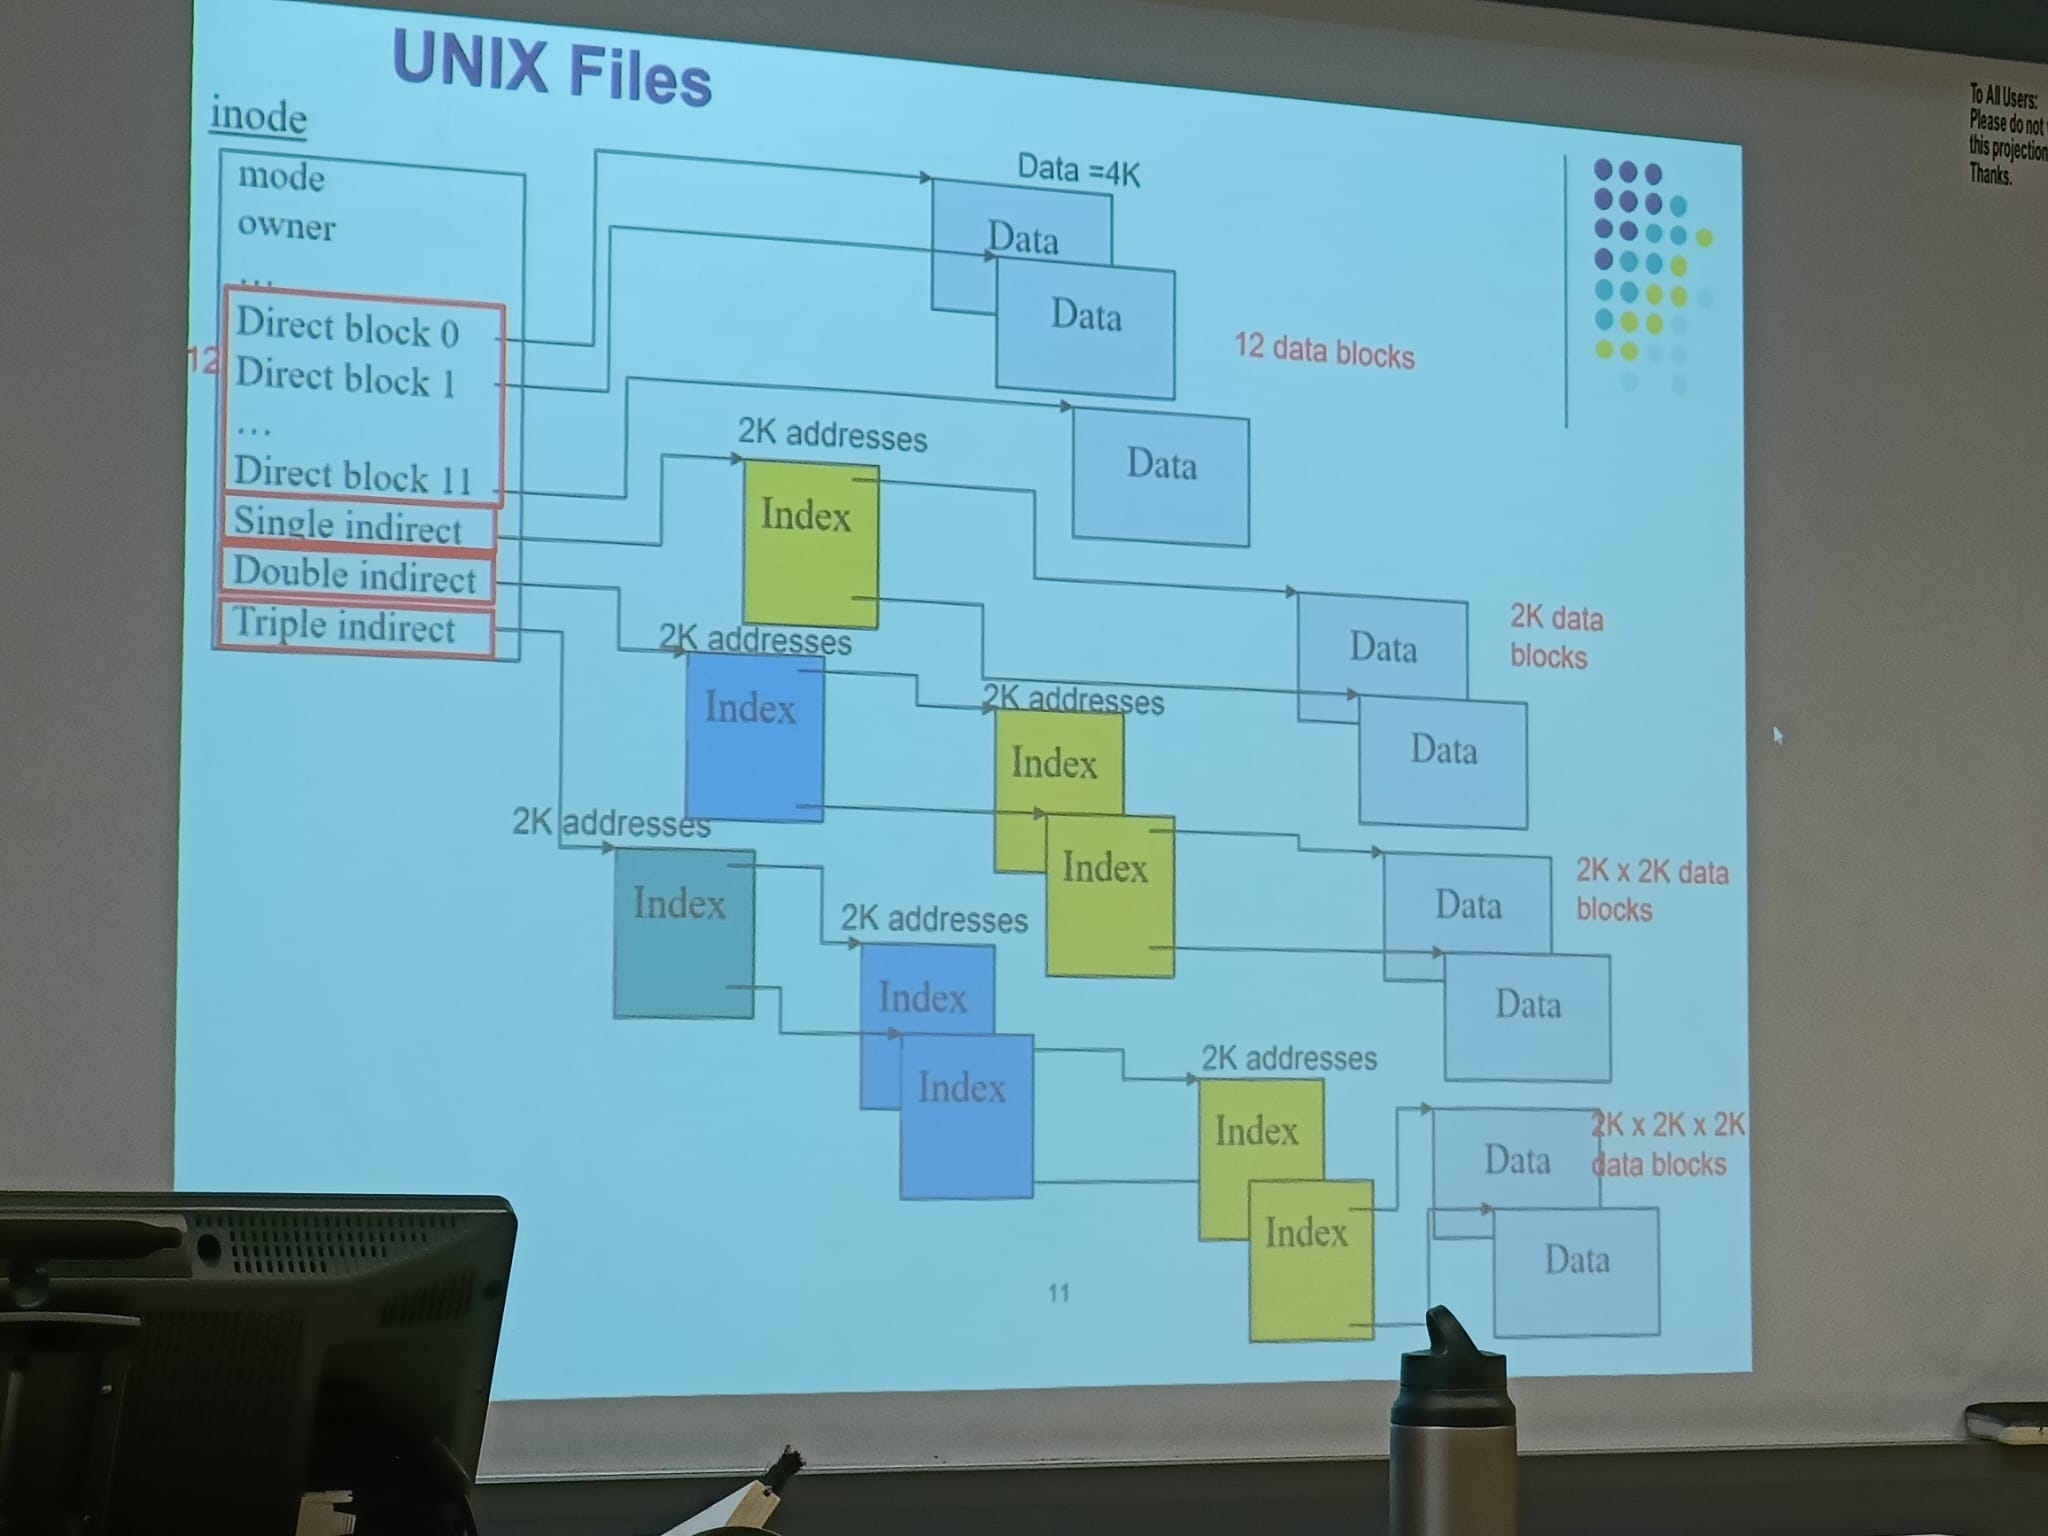 UNIX Files
To All Users:
Please do not
this projection
Thanks.
inode
mode
owner
...
Direct block 0
12
Direct block 1
...
Direct block 11
Single indirect
Double indirect
Triple indirect
Data =4K
Data
Data
12 data blocks
Data
2K addresses
Index
2K data
blocks
Data
Data
2K addresses
Index
2K addresses
Index
Index
2K x 2K data
blocks
Data
Data
2K addresses
Index
2K addresses
Index
Index
2K addresses
Index
Index
2K x 2K x 2K
data blocks
Data
Data
11